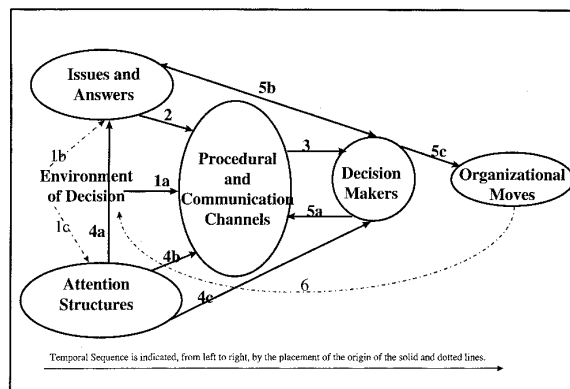 Issues and
Answers
5b
2
1b
3
5c
Environment
of Decision
1a
Procedural
and
Communication
Channels
Decision
Makers
Organizational
Moves
5a
1c
4a
4b
4c
6
Attention
Structures
Temporal Sequence is indicated, from left to right, by the placement of the origin of the solid and dotted lines.